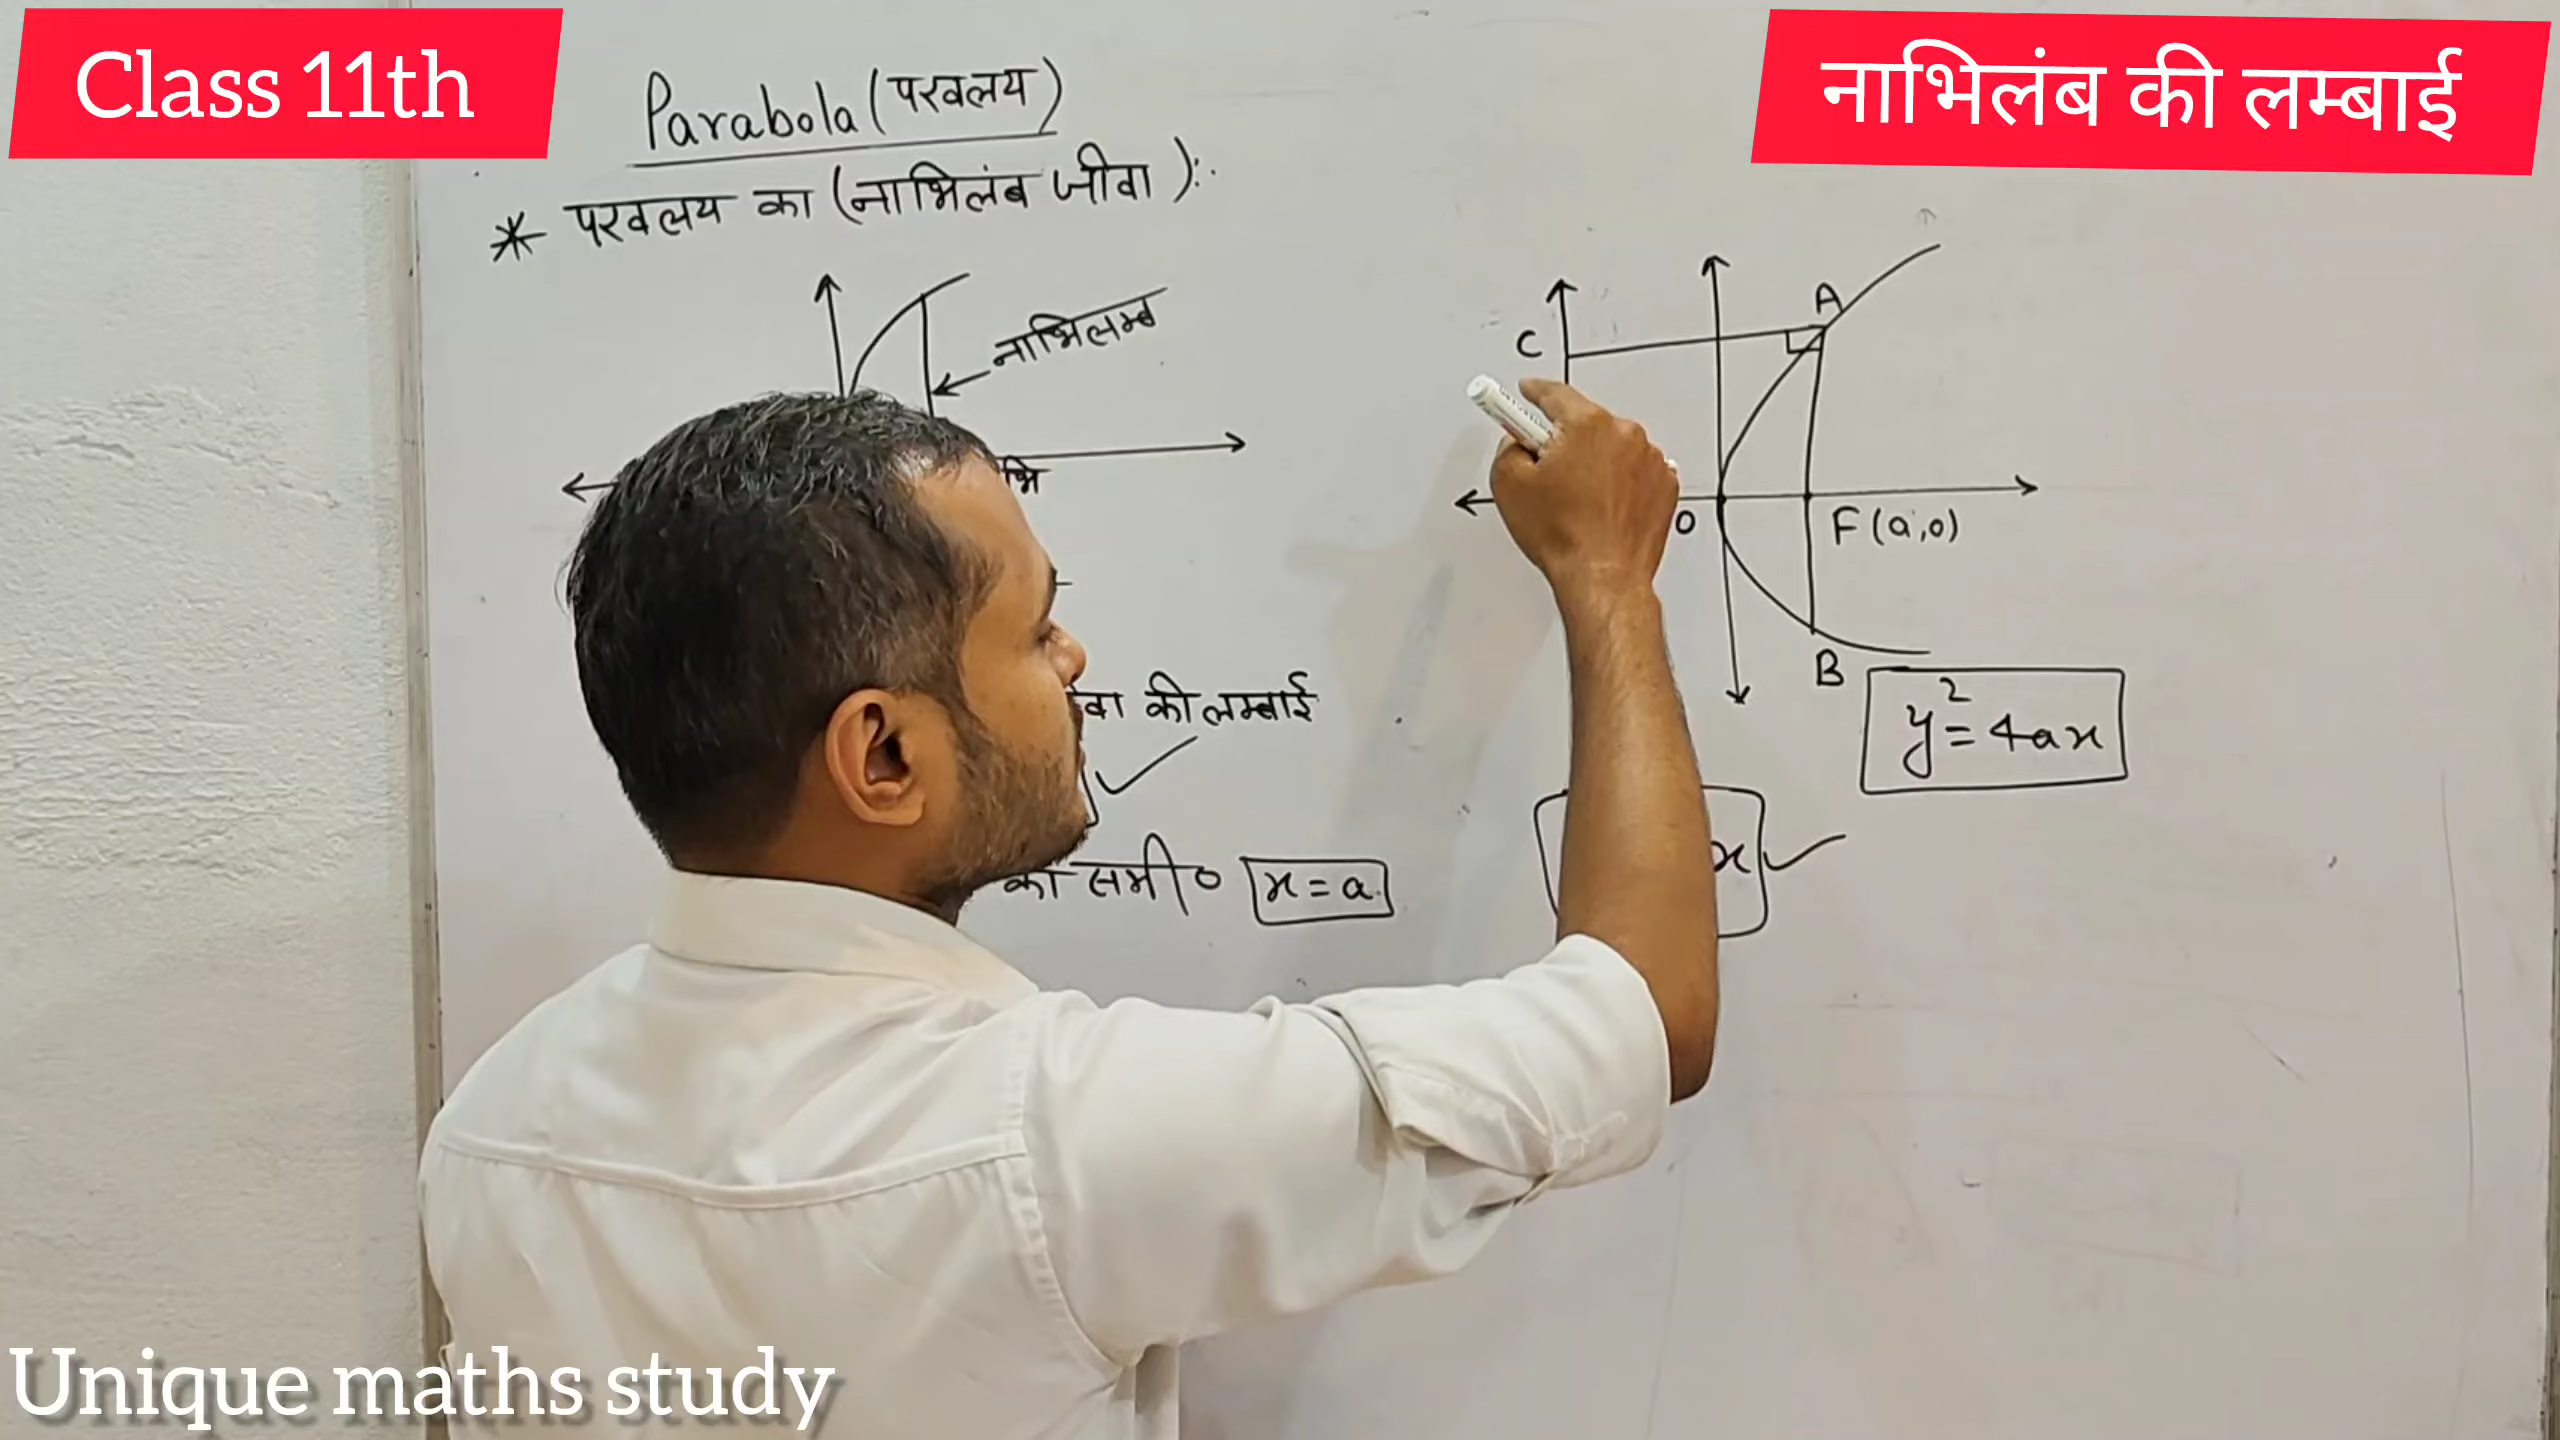 Class 11th
नाभिलंब की लम्बाई
Parabola (परवलय)
* परवलय का (नाभिलंब जीवा):.
नाभिलम्ब
C
A
O
F (a,0)
B
की लम्बाई
y² = 4ax
x
का समी० x = a.
Unique maths study